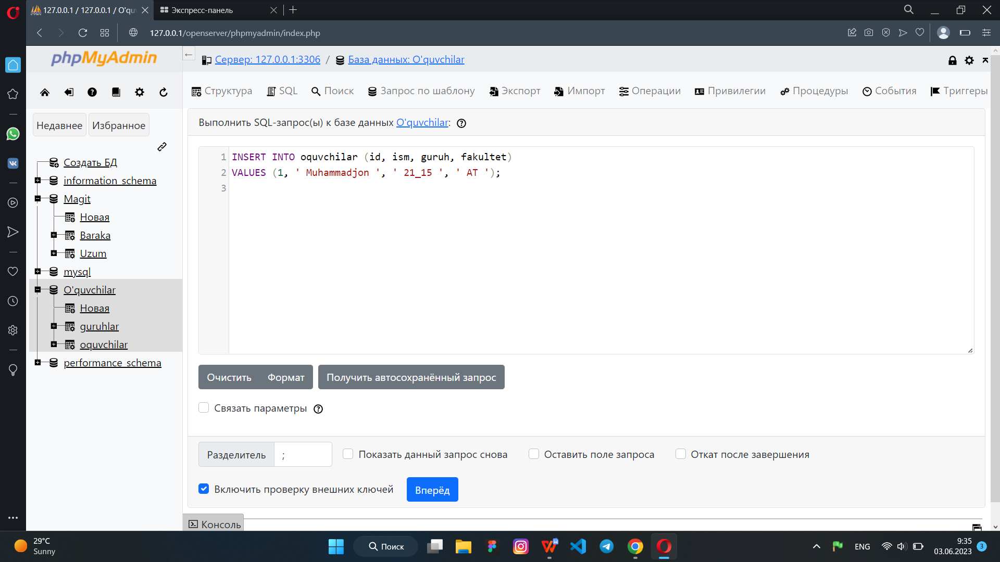 127.0.0.1 / 127.0.0.1 / O'qu
Экспресс-панель
127.0.0.1/openserver/phpmyadmin/index.php
phpMyAdmin
Сервер: 127.0.0.1:3306 / База данных: O'quvchilar
Структура SQL Поиск Запрос по шаблону Экспорт Импорт Операции Привилегии Процедуры События Триггеры
Недавнее Избранное
Создать БД
information_schema
Magit
Новая
Baraka
Uzum
mysql
O'quvchilar
Новая
guruhlar
oquvchilar
performance_schema
Выполнить SQL-запрос(ы) к базе данных O'quvchilar:
1 INSERT INTO oquvchilar (id, ism, guruh, fakultet)
2 VALUES (1, ' Muhammadjon ', ' 21_15 ', ' AT ');
3
Очистить Формат Получить автосохранённый запрос
Связать параметры
Разделитель ; Показать данный запрос снова Оставить поле запроса Откат после завершения
Включить проверку внешних ключей Вперёд
Консоль
29°C
Sunny
Поиск
ENG
9:35
03.06.2023
3